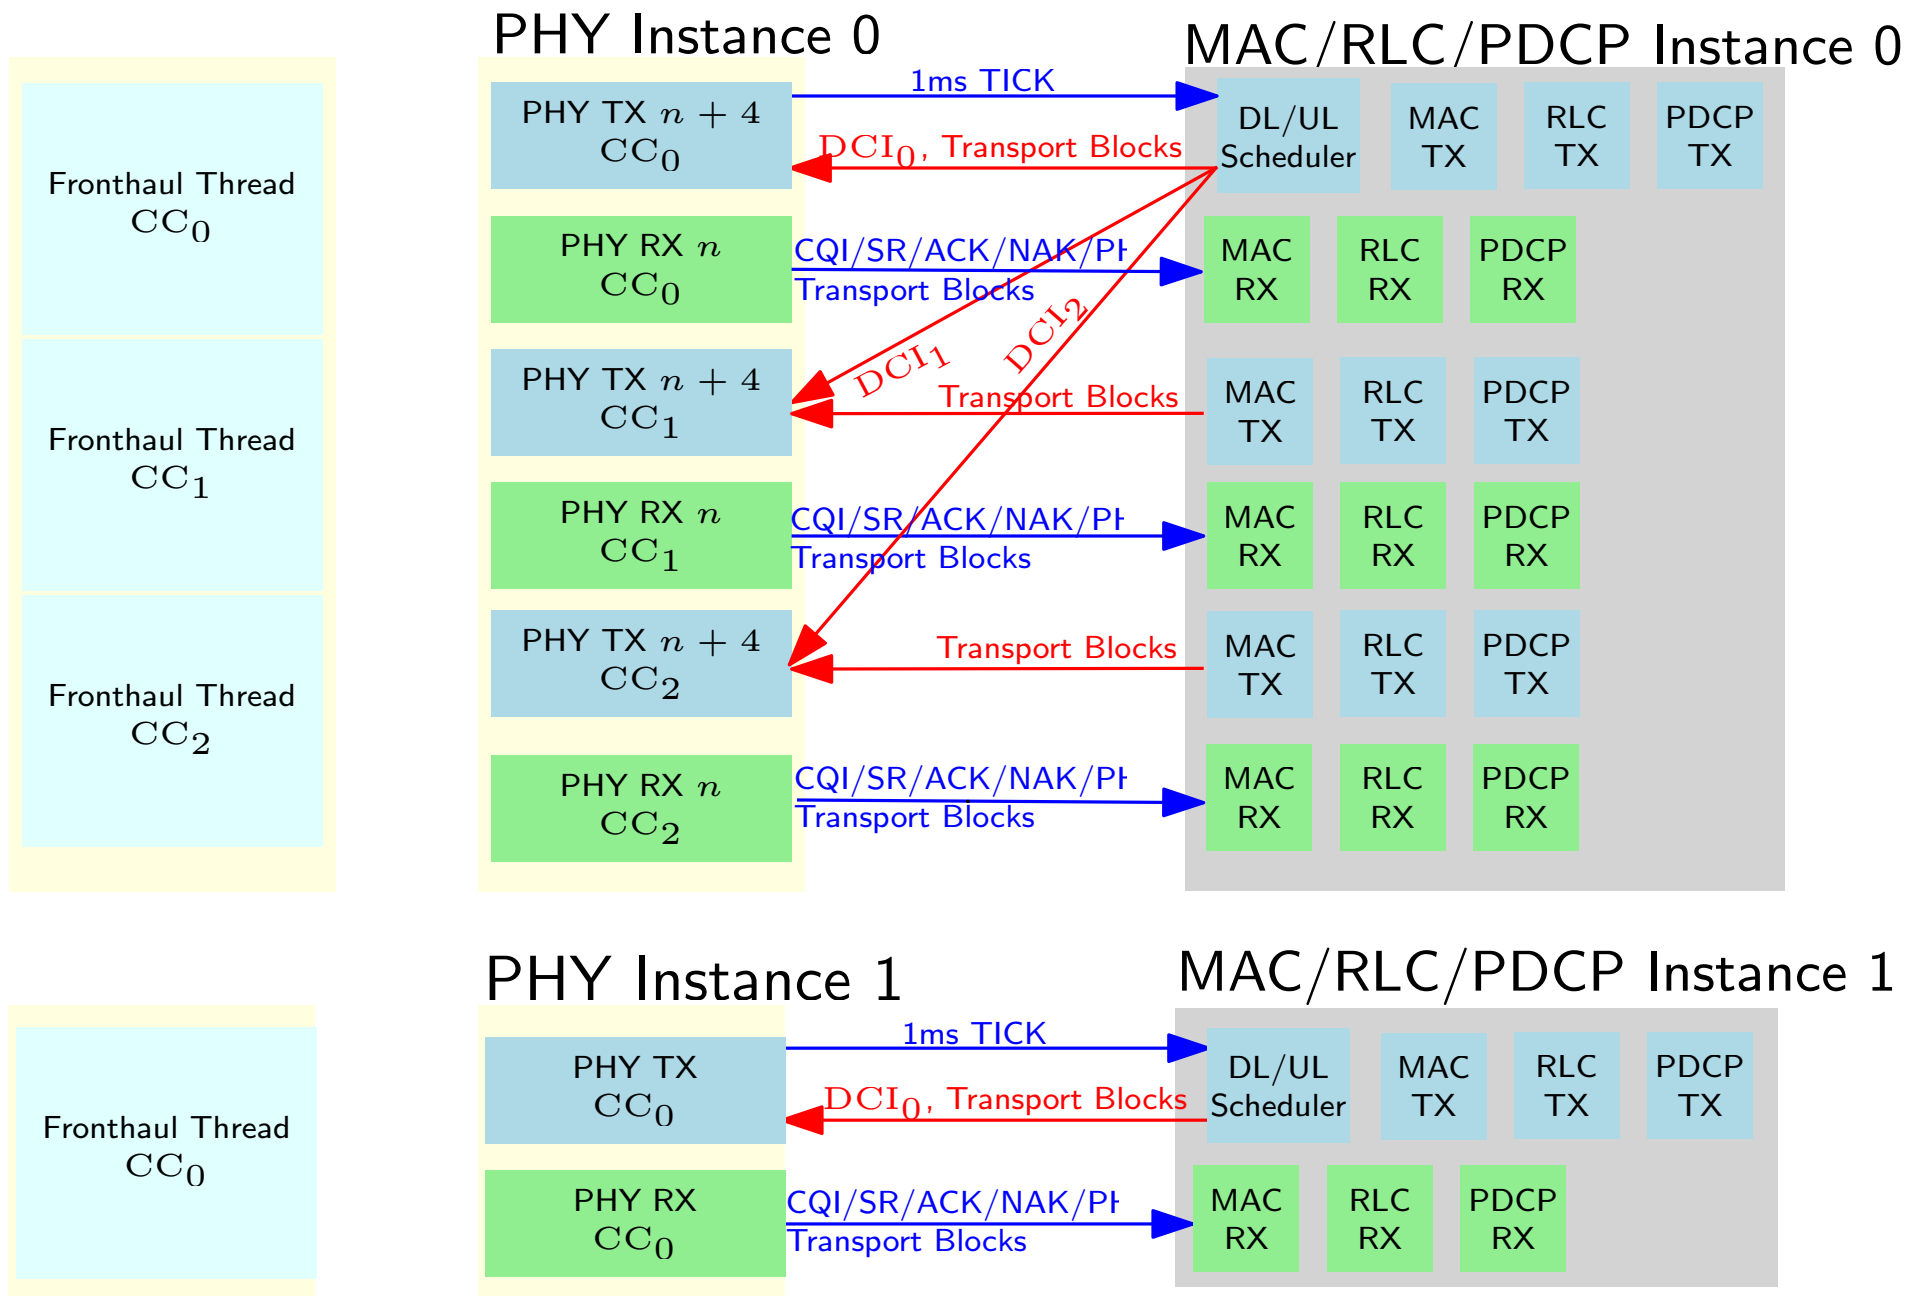 PHY Instance 0
MAC/RLC/PDCP Instance 0
Fronthaul Thread
CC₀
Fronthaul Thread
CC₁
Fronthaul Thread
CC₂
PHY TX n + 4
CC₀
PHY RX n
CC₀
PHY TX n + 4
CC₁
PHY RX n
CC₁
PHY TX n + 4
CC₂
PHY RX n
CC₂
1ms TICK
DCI₀, Transport Blocks
CQI/SR/ACK/NAK/PH
Transport Blocks
DCI₁
DCI₂
Transport Blocks
CQI/SR/ACK/NAK/PH
Transport Blocks
Transport Blocks
CQI/SR/ACK/NAK/PH
Transport Blocks
DL/UL
Scheduler
MAC
TX
RLC
TX
PDCP
TX
MAC
RX
RLC
RX
PDCP
RX
MAC
TX
RLC
TX
PDCP
TX
MAC
RX
RLC
RX
PDCP
RX
MAC
TX
RLC
TX
PDCP
TX
MAC
RX
RLC
RX
PDCP
RX
PHY Instance 1
MAC/RLC/PDCP Instance 1
Fronthaul Thread
CC₀
PHY TX
CC₀
PHY RX
CC₀
1ms TICK
DCI₀, Transport Blocks
CQI/SR/ACK/NAK/PH
Transport Blocks
DL/UL
Scheduler
MAC
TX
RLC
TX
PDCP
TX
MAC
RX
RLC
RX
PDCP
RX